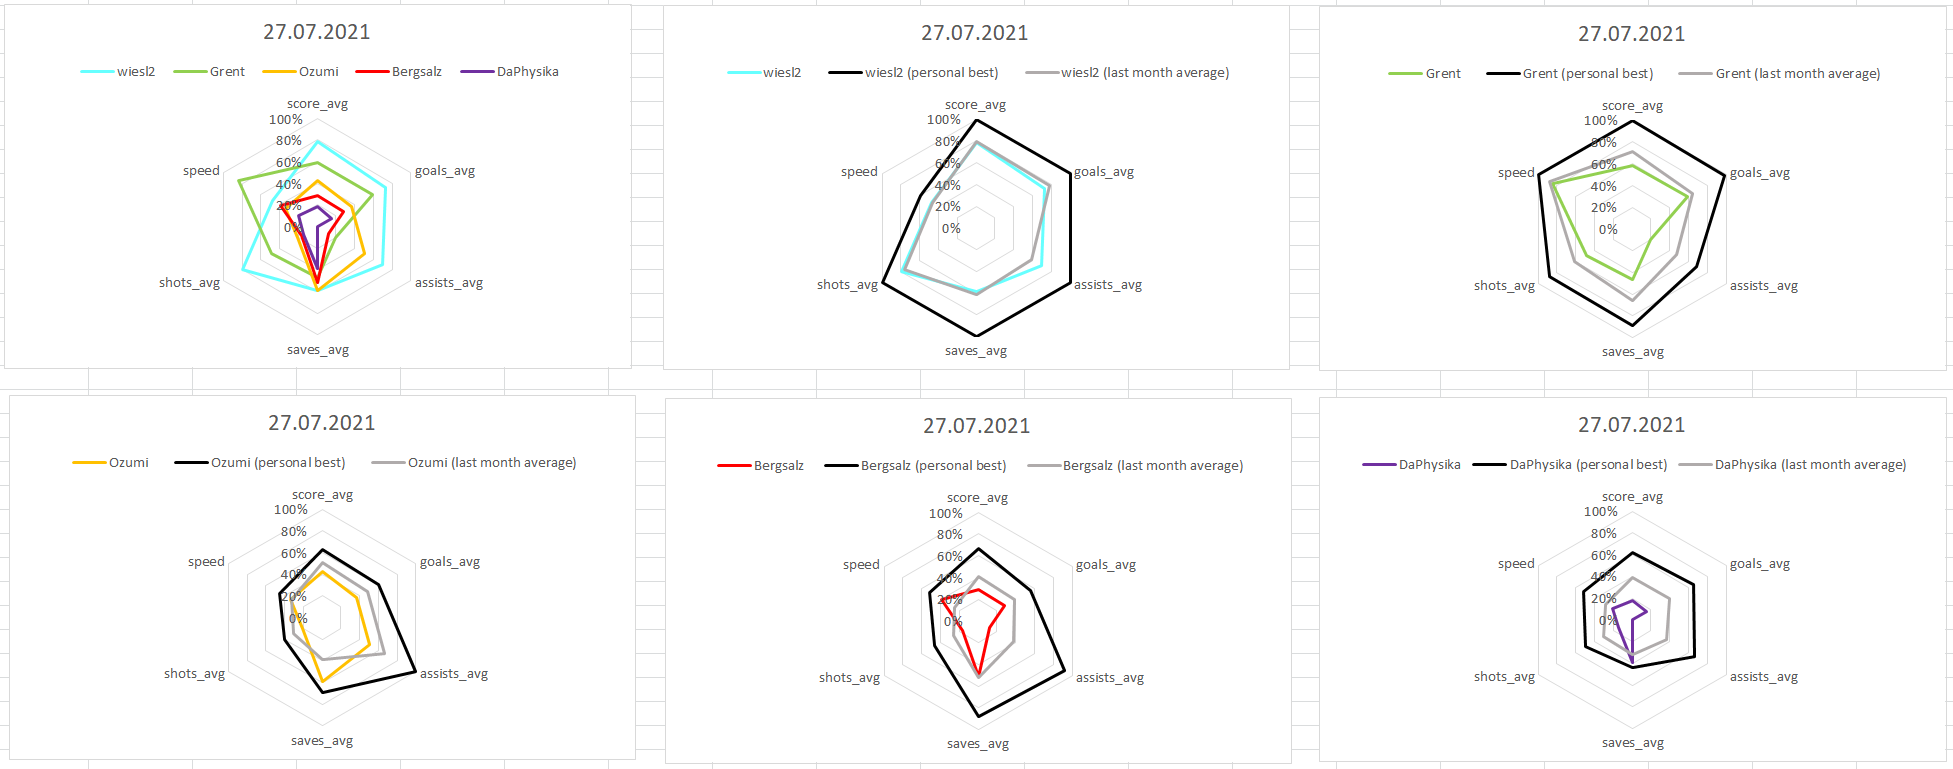 27.07.2021
wiesl2 Grent Ozumi Bergsalz DaPhysika
score_avg
100%
80%
60%
40%
20%
0%
speed
goals_avg
shots_avg
assists_avg
saves_avg
27.07.2021
wiesl2 wiesl2 (personal best) wiesl2 (last month average)
score_avg
100%
80%
60%
40%
20%
0%
speed
goals_avg
shots_avg
assists_avg
saves_avg
27.07.2021
Grent Grent (personal best) Grent (last month average)
score_avg
100%
80%
60%
40%
20%
0%
speed
goals_avg
shots_avg
assists_avg
saves_avg
27.07.2021
Ozumi Ozumi (personal best) Ozumi (last month average)
score_avg
100%
80%
60%
40%
20%
0%
speed
goals_avg
shots_avg
assists_avg
saves_avg
27.07.2021
Bergsalz Bergsalz (personal best) Bergsalz (last month average)
score_avg
100%
80%
60%
40%
20%
0%
speed
goals_avg
shots_avg
assists_avg
saves_avg
27.07.2021
DaPhysika DaPhysika (personal best) DaPhysika (last month average)
score_avg
100%
80%
60%
40%
20%
0%
speed
goals_avg
shots_avg
assists_avg
saves_avg